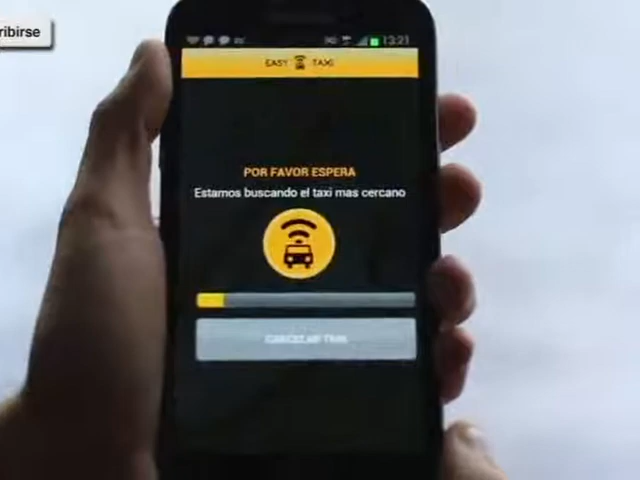 ribirse
13:21
EASY TAXI
POR FAVOR ESPERA
Estamos buscando el taxi mas cercano
CANCELAR TAXI